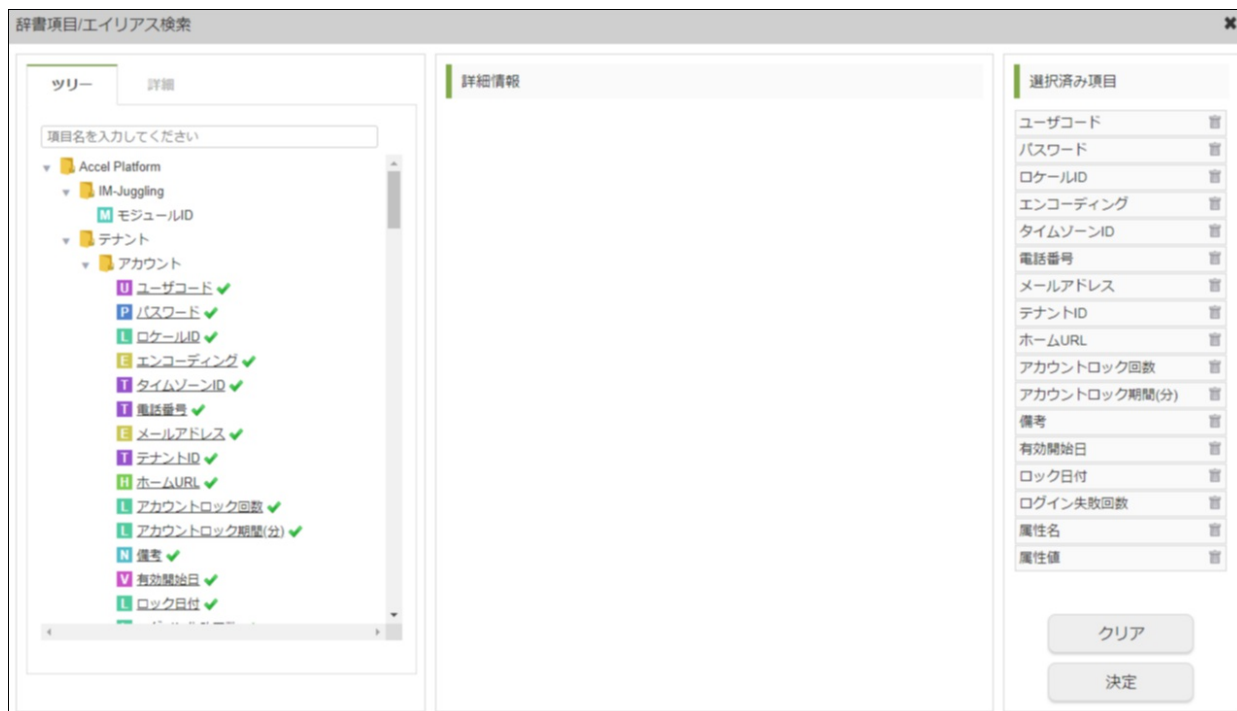 辞書項目/エイリアス検索
ツリー
詳細
項目名を入力してください
Accel Platform
IM-Juggling
M モジュールID
テナント
アカウント
U ユーザコード
P パスワード
L ロケールID
E エンコーディング
T タイムゾーンID
T 電話番号
E メールアドレス
T テナントID
H ホームURL
L アカウントロック回数
L アカウントロック期間(分)
N 備考
V 有効開始日
L ロック日付
詳細情報
選択済み項目
ユーザコード
パスワード
ロケールID
エンコーディング
タイムゾーンID
電話番号
メールアドレス
テナントID
ホームURL
アカウントロック回数
アカウントロック期間(分)
備考
有効開始日
ロック日付
ログイン失敗回数
属性名
属性値
クリア
決定